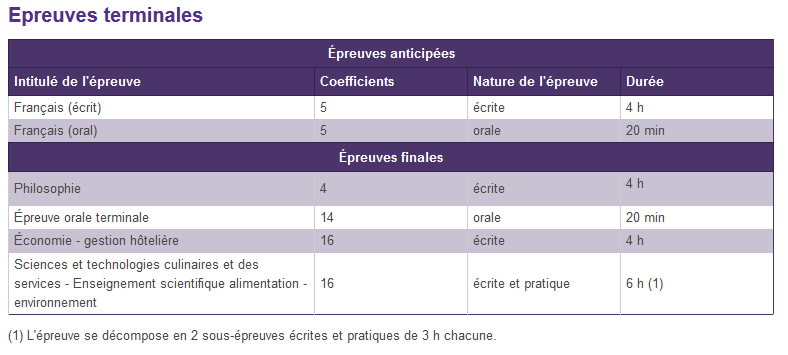 Epreuves terminales
Épreuves anticipées
Intitulé de l'épreuve Coefficients Nature de l'épreuve Durée
Français (écrit) 5 écrite 4 h
Français (oral) 5 orale 20 min
Épreuves finales
Philosophie 4 écrite 4 h
Épreuve orale terminale 14 orale 20 min
Économie - gestion hôtelière 16 écrite 4 h
Sciences et technologies culinaires et des
services - Enseignement scientifique alimentation - 16 écrite et pratique 6 h (1)
environnement
(1) L'épreuve se décompose en 2 sous-épreuves écrites et pratiques de 3 h chacune.